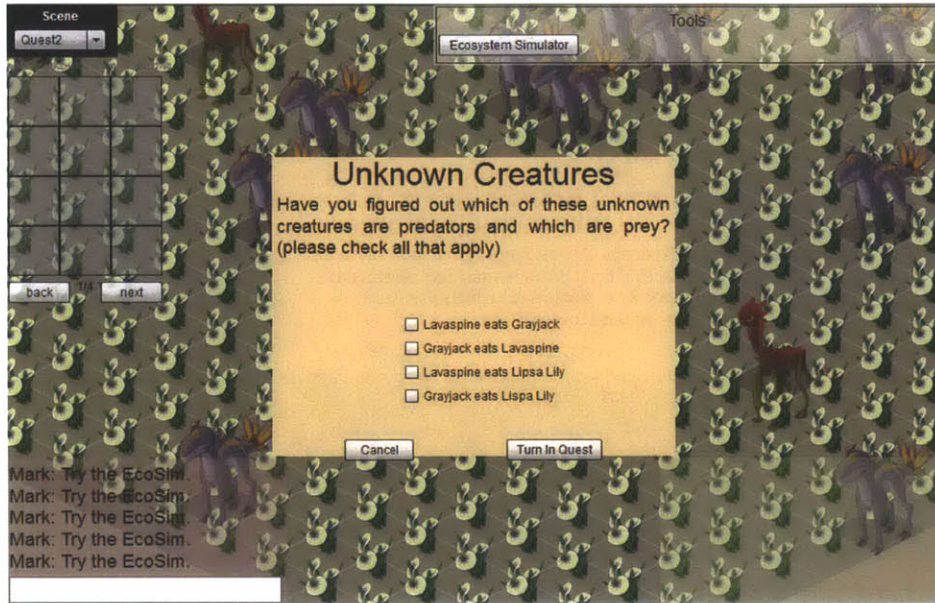 Scene
Quest2
Tools
Ecosystem Simulator
Unknown Creatures
Have you figured out which of these unknown
creatures are predators and which are prey?
(please check all that apply)
back
1/4
next
Lavaspine eats Grayjack
Grayjack eats Lavaspine
Lavaspine eats Lipsa Lily
Grayjack eats Lispa Lily
Cancel
Turn In Quest
Mark: Try the EcoSim.
Mark: Try the EcoSim.
Mark: Try the EcoSim.
Mark: Try the EcoSim.
Mark: Try the EcoSim.